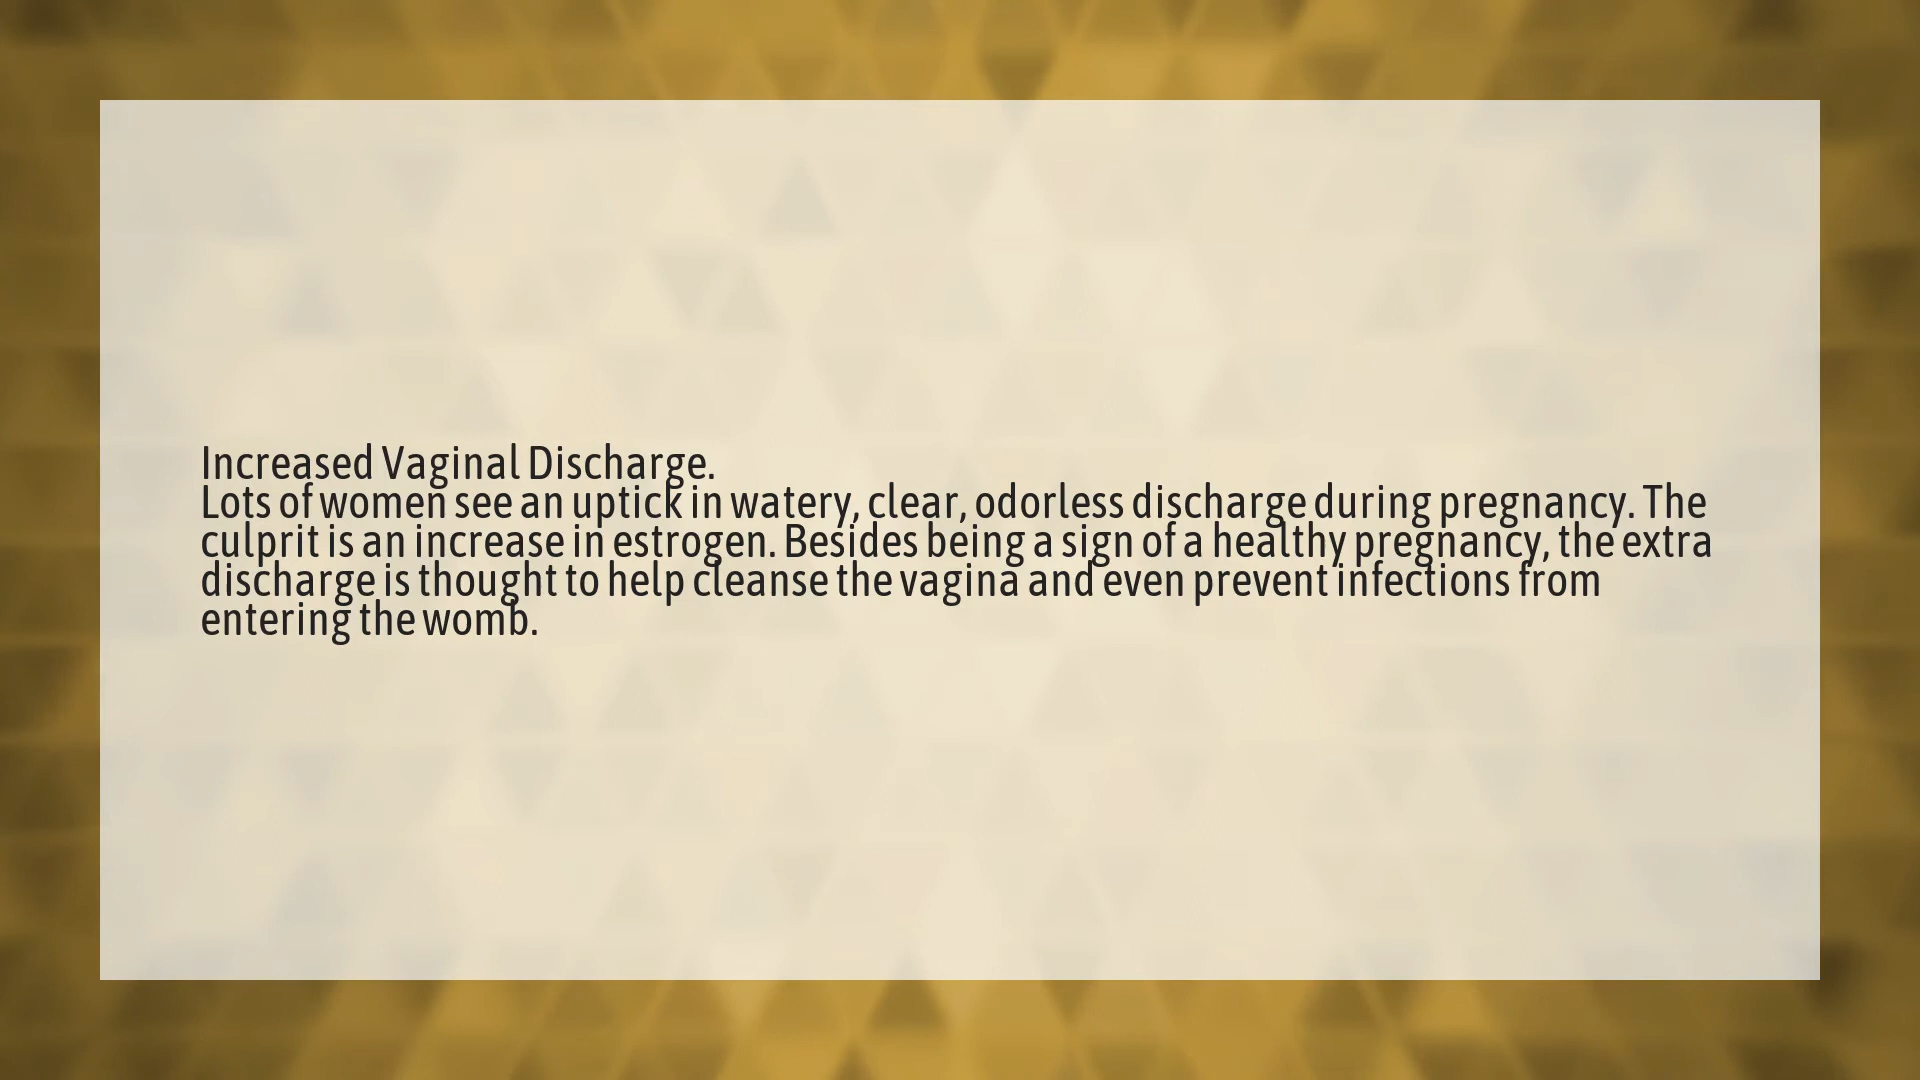 Increased Vaginal Discharge.
Lots of women see an uptick in watery, clear, odorless discharge during pregnancy. The
culprit is an increase in estrogen. Besides being a sign of a healthy pregnancy, the extra
discharge is thought to help cleanse the vagina and even prevent infections from
entering the womb.